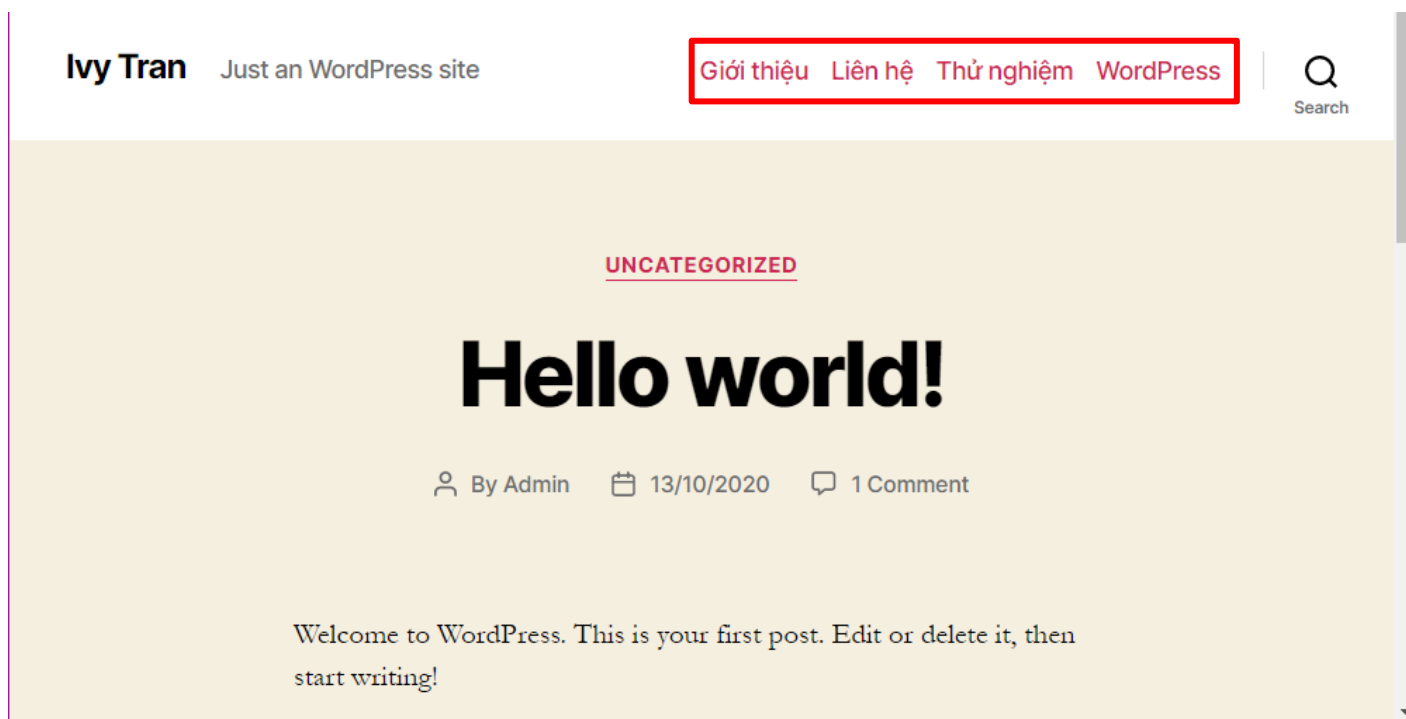 Ivy Tran Just an WordPress site Giới thiệu Liên hệ Thử nghiệm WordPress
Search
UNCATEGORIZED
Hello world!
By Admin 13/10/2020 1 Comment
Welcome to WordPress. This is your first post. Edit or delete it, then
start writing!